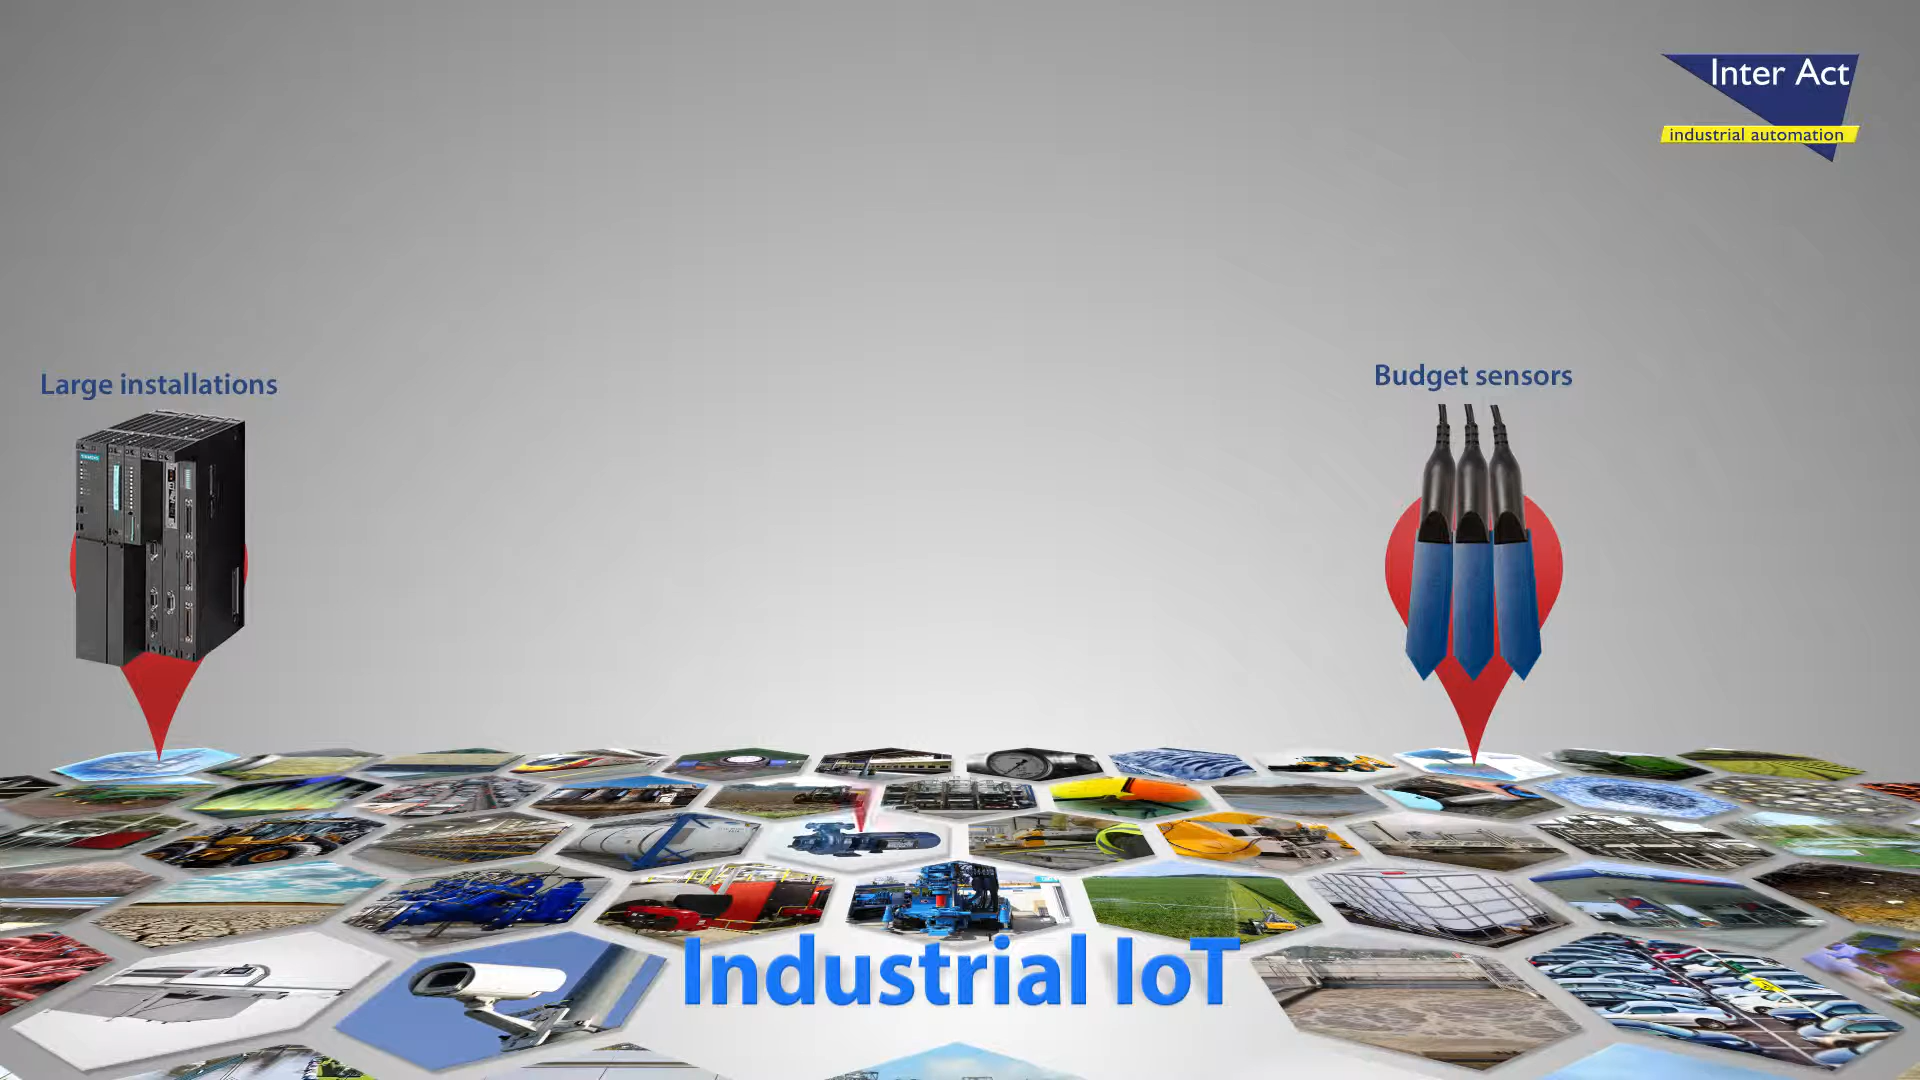 Inter Act
industrial automation
Large installations
Budget sensors
Industrial IoT